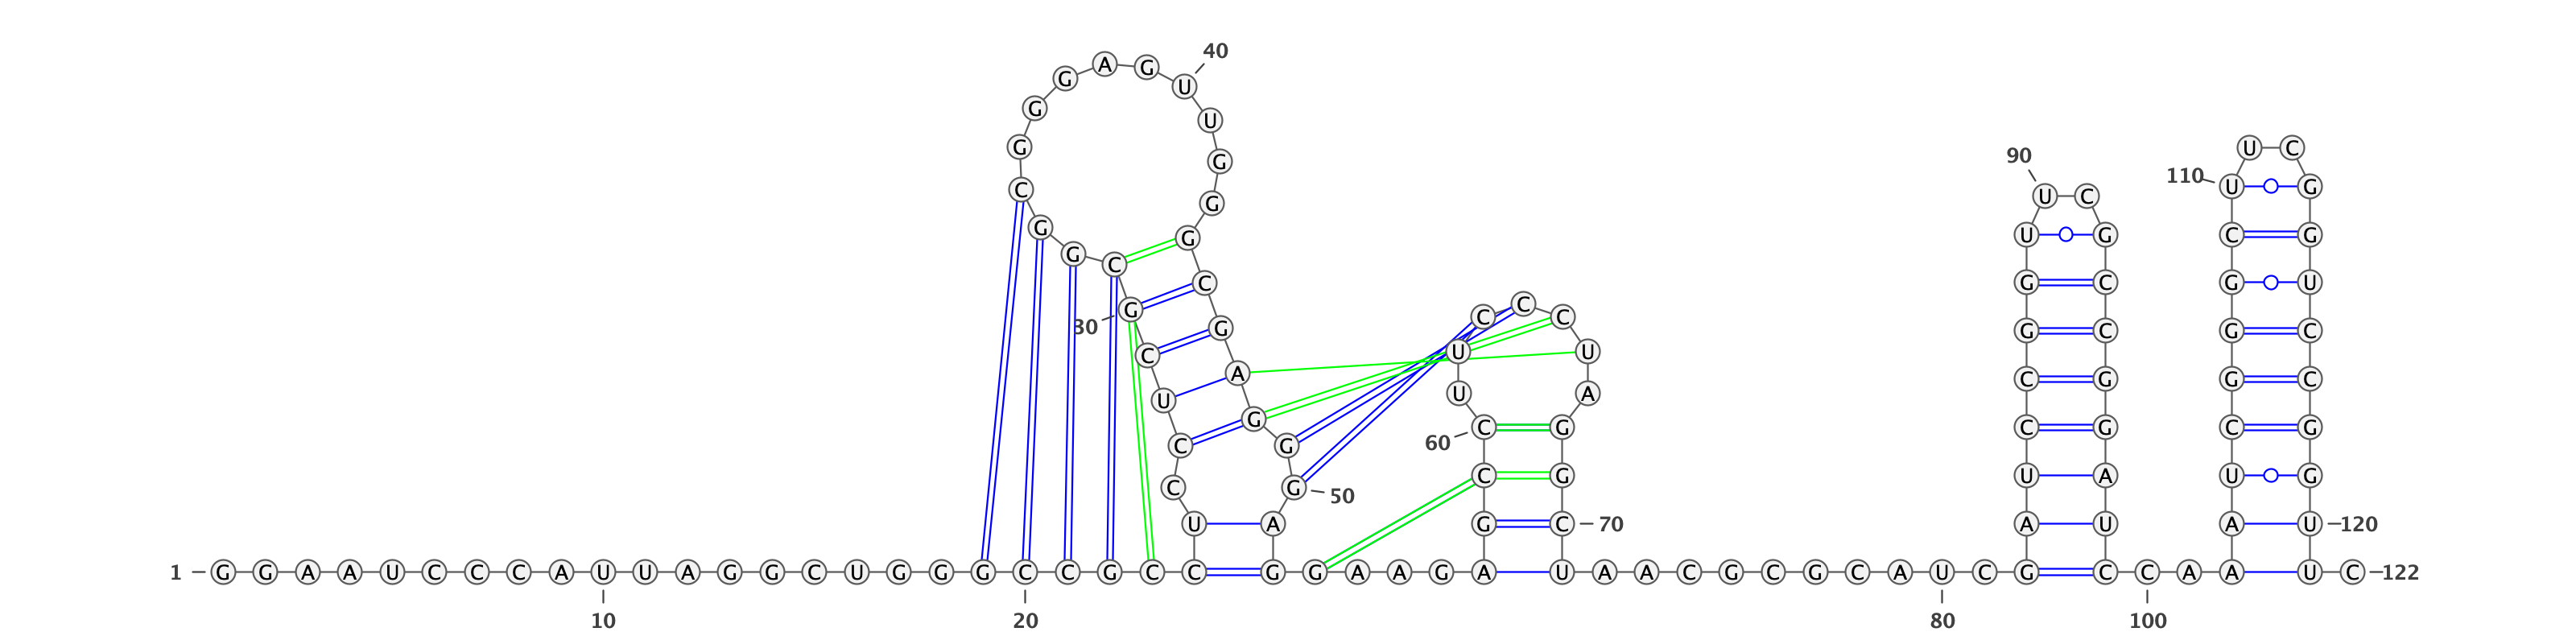 1
G G A A U C C C A U
10
U A G G C U G G G C
20
C G C C U C C U C G
30
C G G C G G G A G U
40
U G G G C G A G G G
50
A G G A A G A G C C
60
U U C C C U A G G C
70
U A A C G C G C A U
80
C G A U C C G G U U
90
C G C C G G A U C C
100
A A A U C G G G C U
110
U C G G U C C G G U
120
U C
122